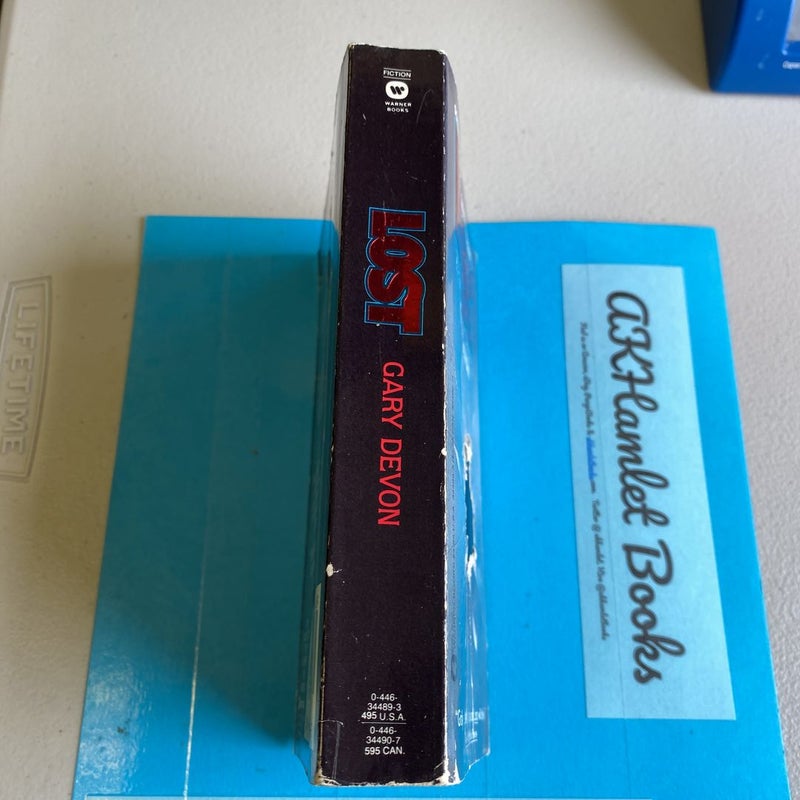 FICTION
WARNER
BOOKS
LOST
GARY DEVON
0-446-
34489-3
495 U.S.A.
0-446-
34490-7
595 CAN.
AKHamlet Books
LIFETIME